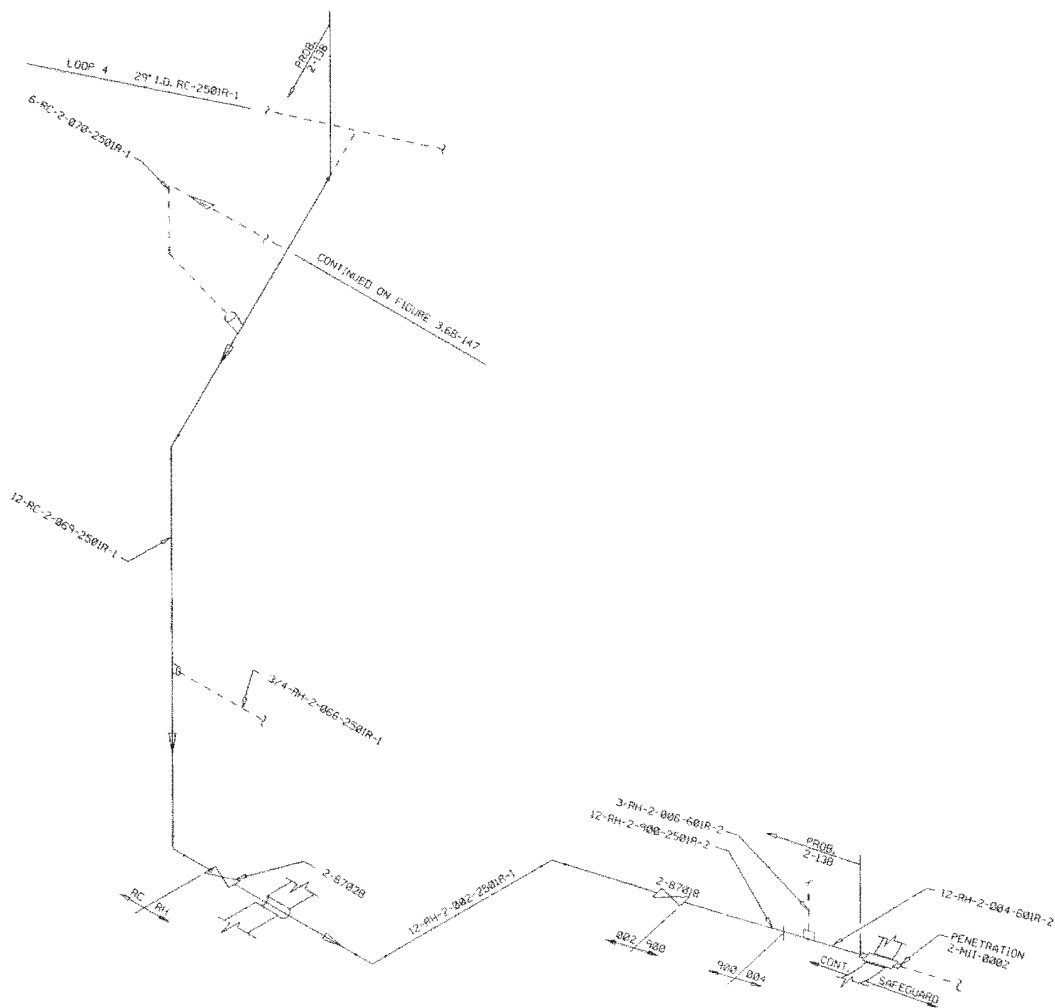 PROB.
2-13B
LOOP 4 29" I.D. RC-2501R-1
6-RC-2-070-2501R-1
CONTINUED ON FIGURE 3.6B-147
12-RC-2-069-2501R-1
3/4-RH-2-066-2501R-1
3-RH-2-006-601R-2
12-RH-2-900-2501R-2
PROB.
2-13B
2-8702B
2-8701B
12-RH-2-004-601R-2
RC RH
12-RH-2-002-2501R-1
002 900
PENETRATION
2-MII-0002
900 004
CONT. SAFEGUARD